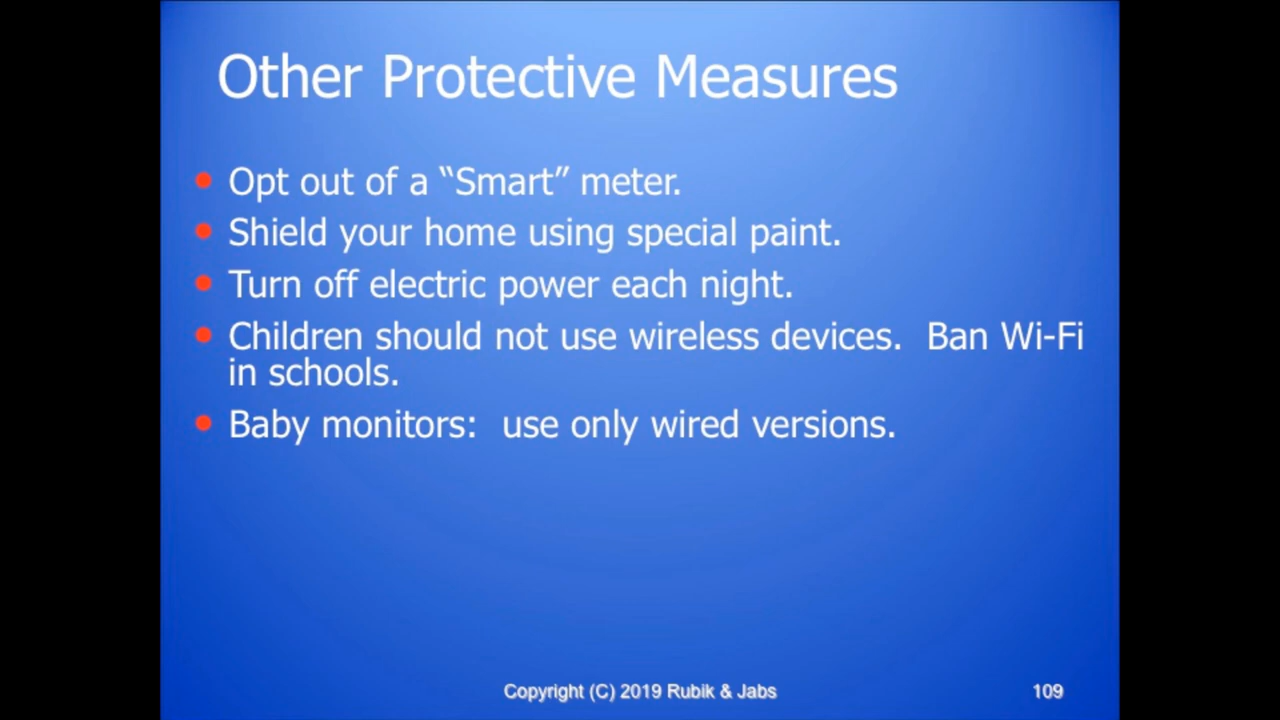 Other Protective Measures
• Opt out of a “Smart” meter.
• Shield your home using special paint.
• Turn off electric power each night.
• Children should not use wireless devices.  Ban Wi-Fi
in schools.
• Baby monitors:  use only wired versions.
Copyright (C) 2019 Rubik & Jabs
109